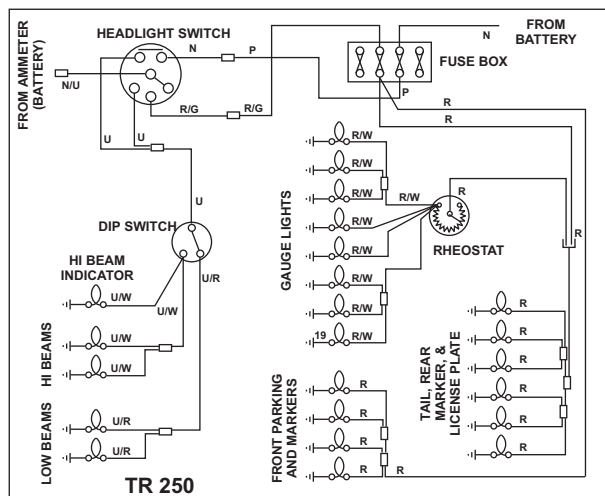 HEADLIGHT SWITCH
FROM
BATTERY
N
P
N
FUSE BOX
FROM AMMETER
(BATTERY)
N/U
R/G
R/G
P
R
R
U
U
U
DIP SWITCH
U/R
HI BEAM
INDICATOR
U/W
U/W
HI BEAMS
U/W
U/W
LOW BEAMS
U/R
U/R
GAUGE LIGHTS
R/W
R/W
R/W
R/W
R/W
R/W
R/W
19
R/W
R/W
R
RHEOSTAT
R
FRONT PARKING
AND MARKERS
R
R
R
R
R
TAIL, REAR
MARKER, &
LICENSE PLATE
R
R
R
R
R
R
TR 250